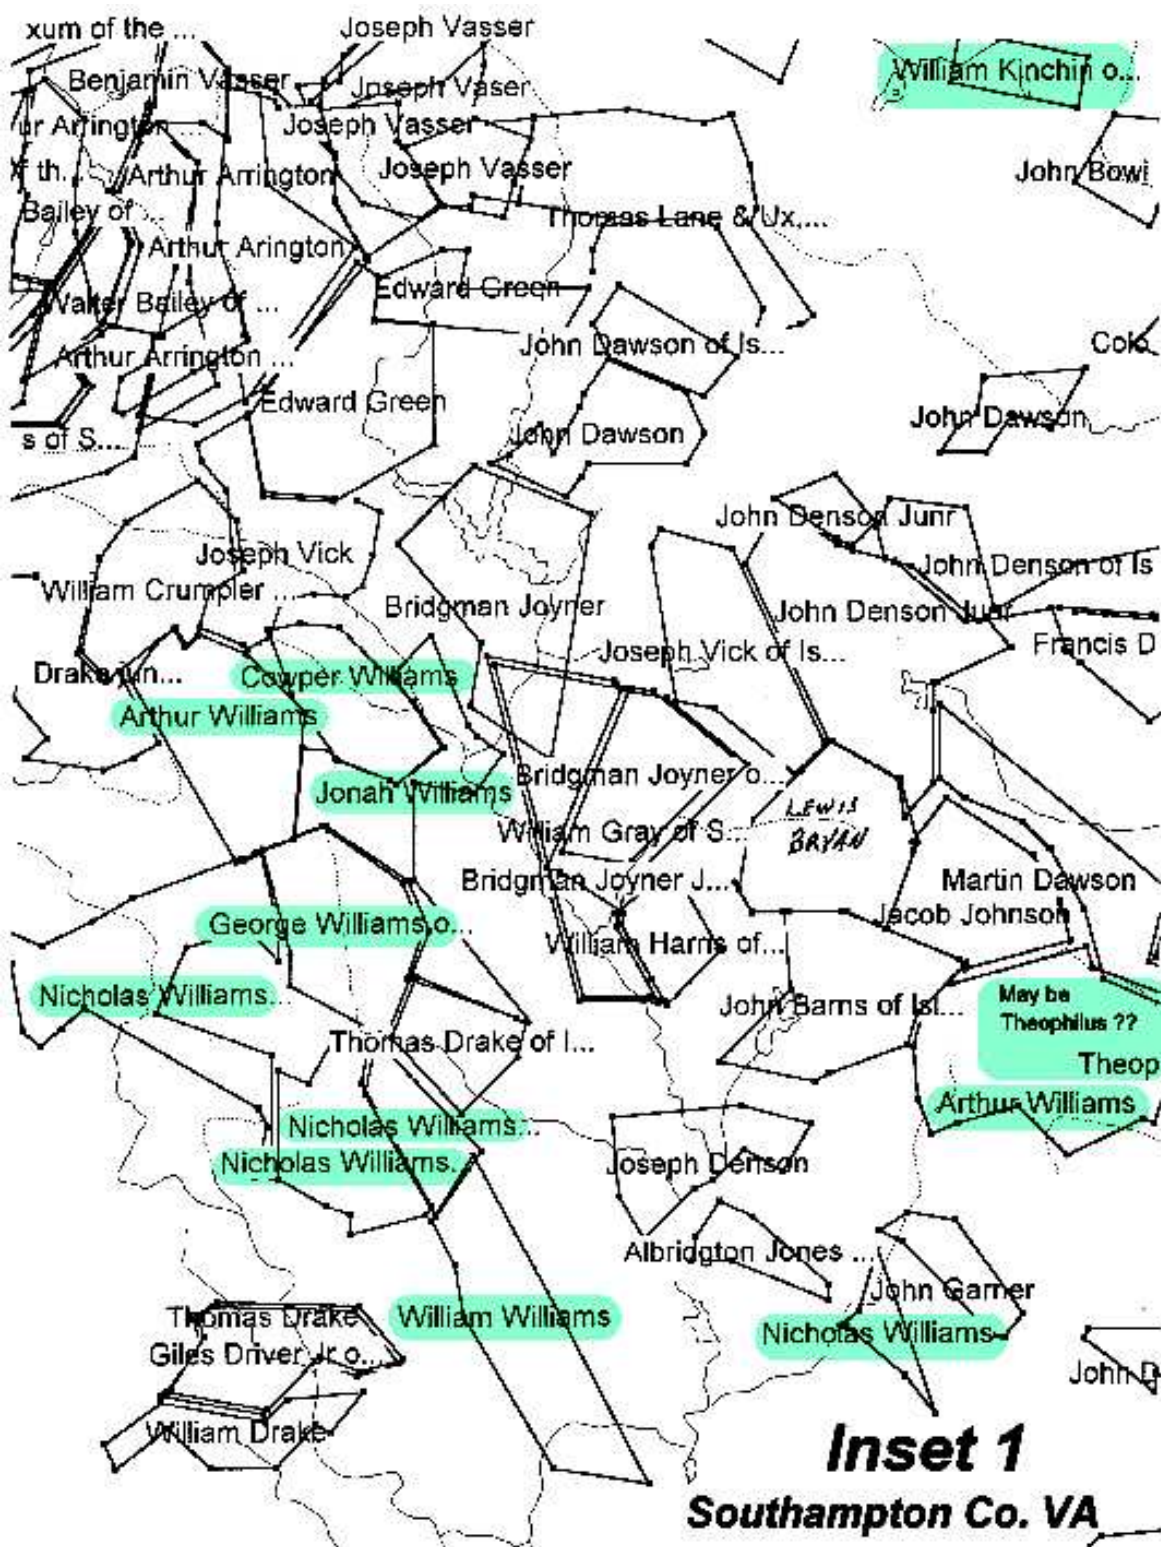 xum of the ...
Joseph Vasser
William Kinchin o...
Benjamin Vasser
Joseph Vaser
ur Arrington ...
Joseph Vasser
f th...
Arthur Arrington
Joseph Vasser
John Bowi
Bailey of ...
Thomas Lane & Ux,...
Arthur Arington
Edward Green
Walter Bailey of ...
John Dawson of Is...
Colo
Arthur Arrington ...
Edward Green
John Dawson
John Dawson
s of S...
John Denson Junr
Joseph Vick
John Denson of Is
William Crumpler ...
Bridgman Joyner
John Denson Junr
Joseph Vick of Is...
Francis D
Drake jun...
Cowper Williams
Arthur Williams
Bridgman Joyner o...
Jonah Williams
LEWIS
BRYAN
William Gray of S...
Bridgman Joyner J...
Martin Dawson
Jacob Johnson
George Williams o...
William Harris of...
Nicholas Williams...
John Barns of Isl...
May be
Theophilus ??
Thomas Drake of I...
Theop
Arthur Williams
Nicholas Williams...
Nicholas Williams.
Joseph Denson
Albridgton Jones ...
John Garner
Thomas Drake
William Williams
Nicholas Williams
Giles Driver Jr o...
John D
William Drake
Inset 1
Southampton Co. VA